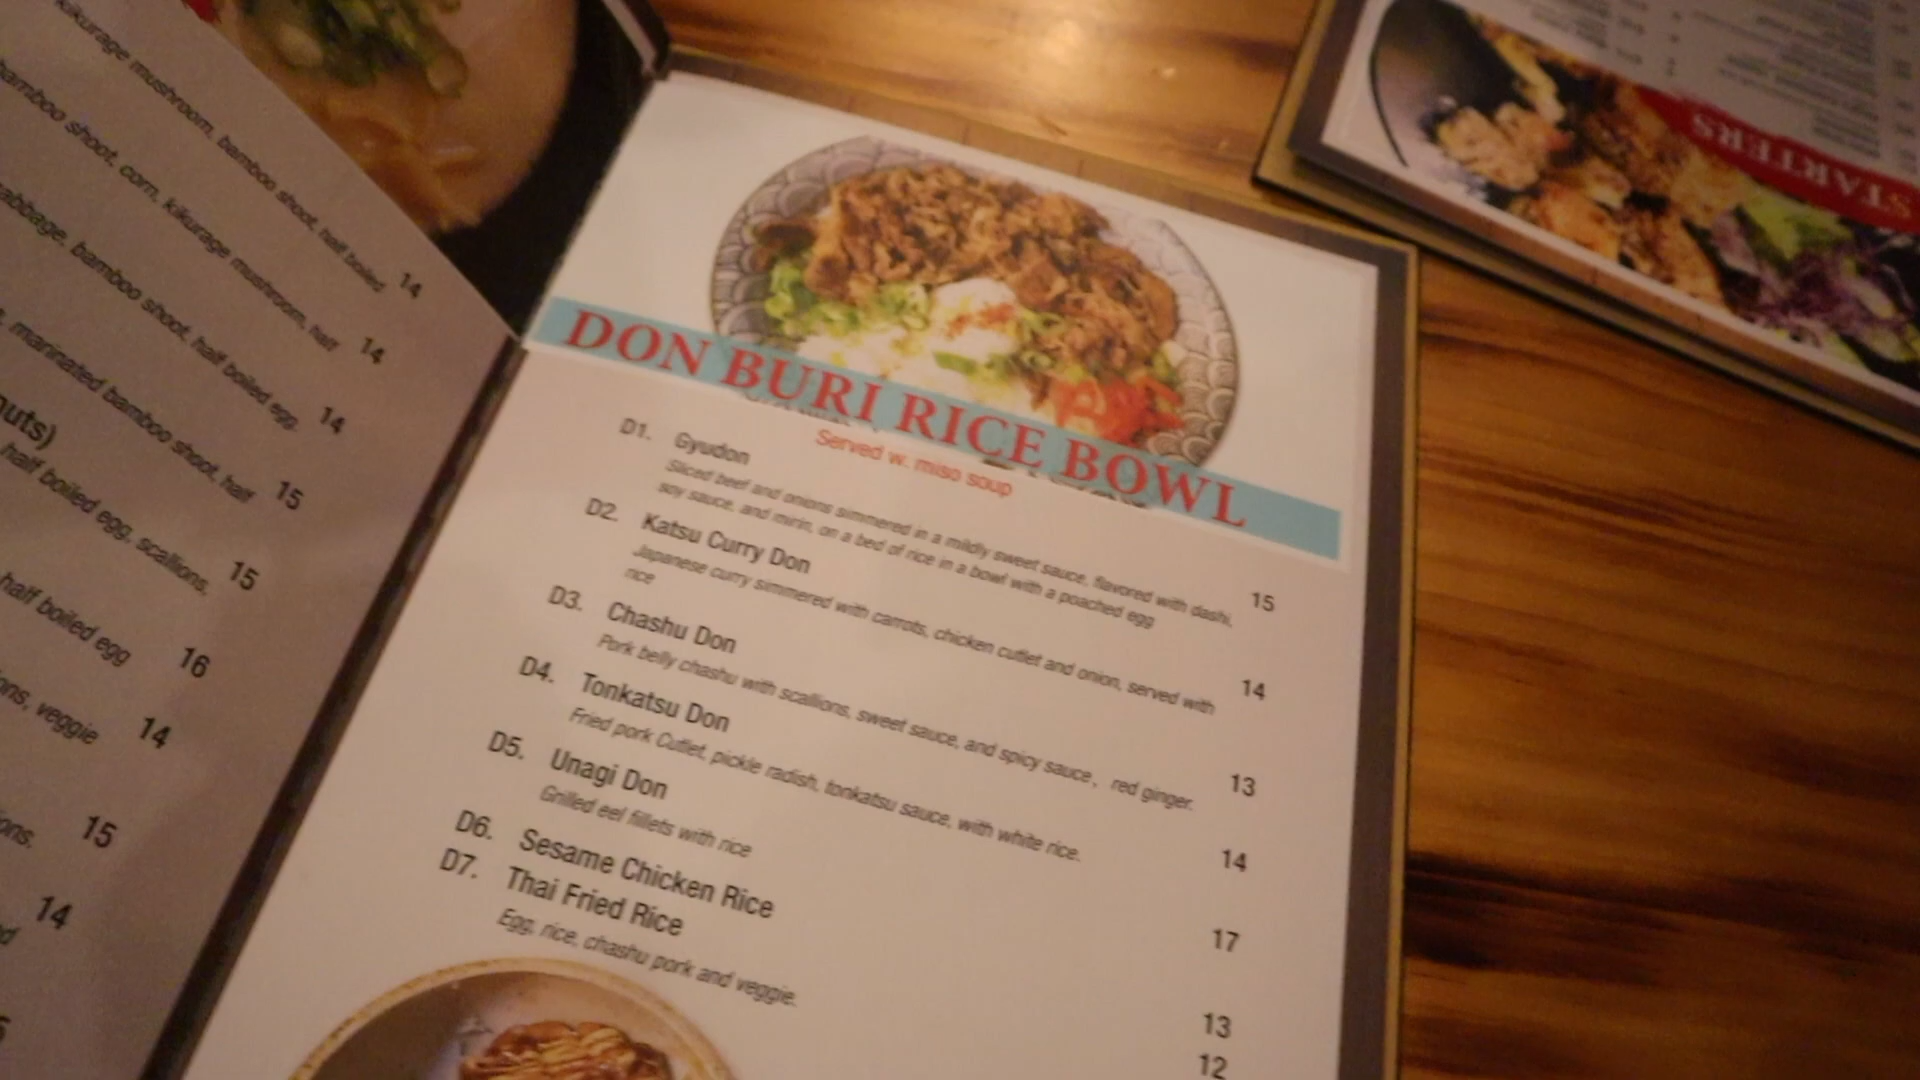 kikurage mushroom, bamboo shoot, half boiled 14
bamboo shoot, corn, kikurage mushroom, half 14
cabbage, bamboo shoot, half boiled egg. 14
marinated bamboo shoot, half 15
nuts)
half boiled egg, scallions. 15
half boiled egg 16
veggie 14
15
14
DON BURI RICE BOWL
Served w. miso soup
D1. Gyudon
Sliced beef and onions simmered in a mildly sweet sauce, flavored with dashi, 15
soy sauce, and mirin, on a bed of rice in a bowl with a poached egg
D2. Katsu Curry Don
Japanese curry simmered with carrots, chicken cutlet and onion, served with 14
rice
D3. Chashu Don
Pork belly chashu with scallions, sweet sauce, and spicy sauce, red ginger. 13
D4. Tonkatsu Don
Fried pork Cutlet, pickle radish, tonkatsu sauce, with white rice. 14
D5. Unagi Don
Grilled eel fillets with rice 17
D6. Sesame Chicken Rice 13
D7. Thai Fried Rice 12
Egg, rice, chashu pork and veggie.
STARTERS